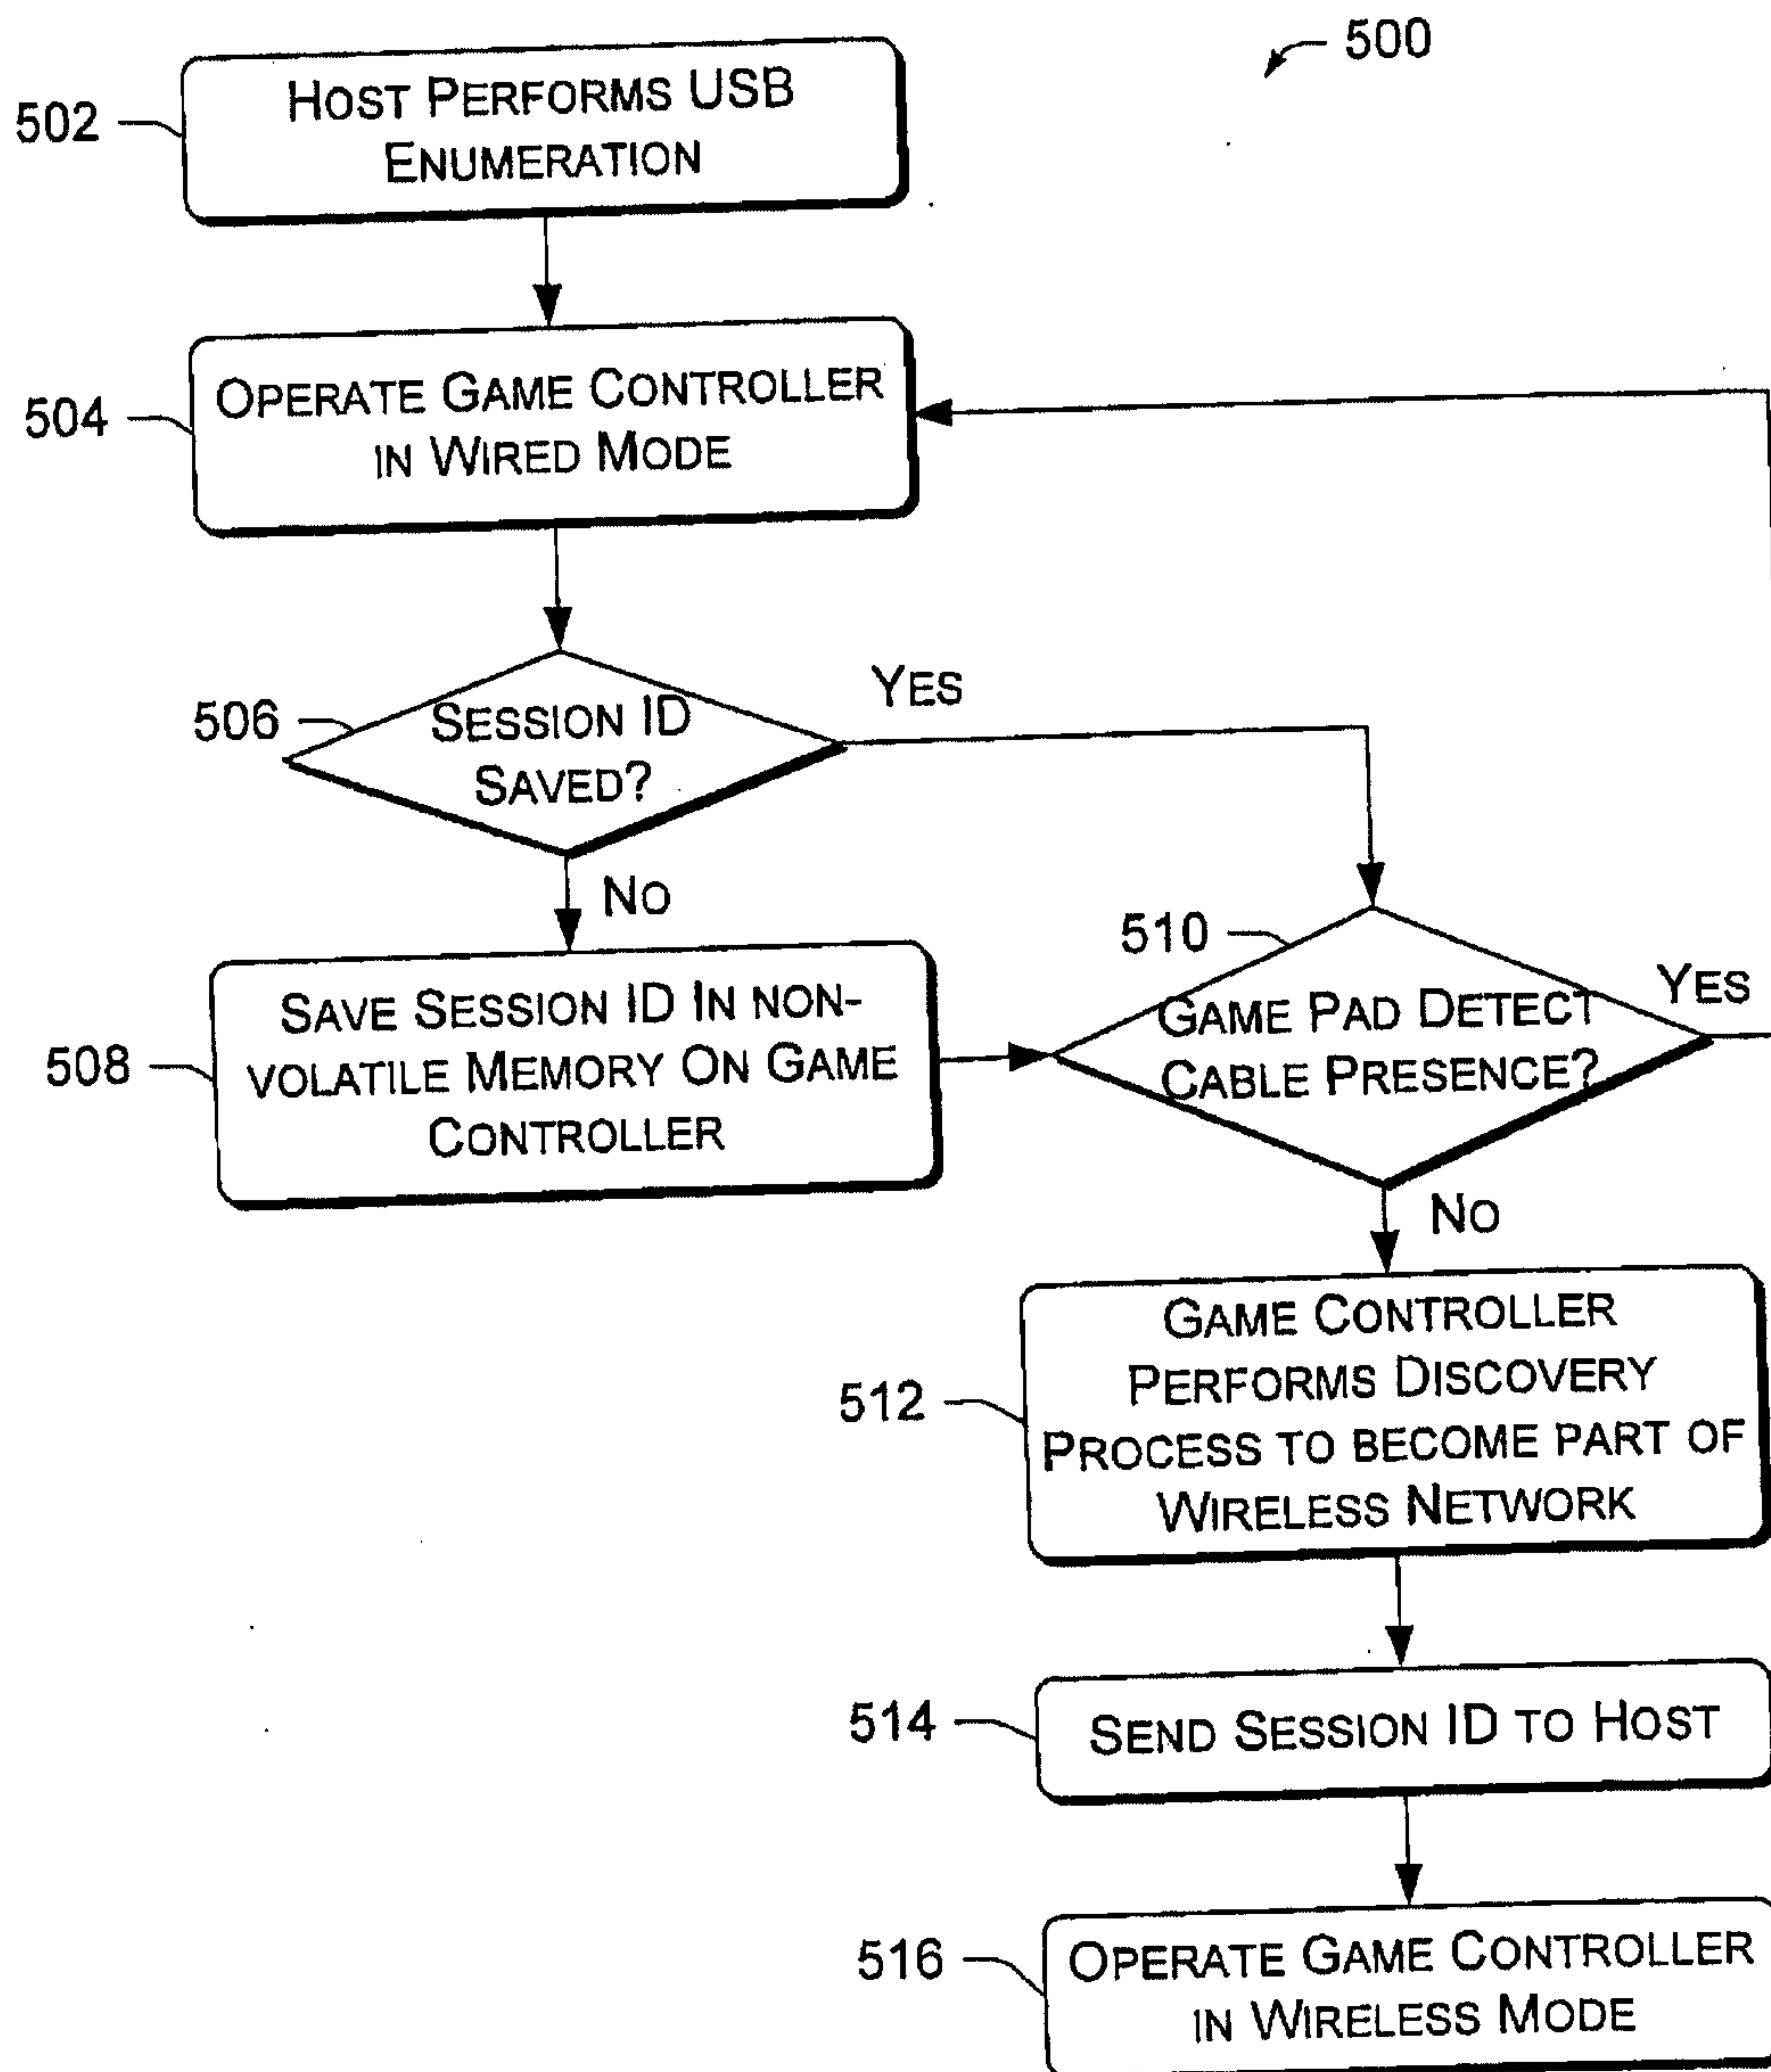 500
502
HOST PERFORMS USB
ENUMERATION
504
OPERATE GAME CONTROLLER
IN WIRED MODE
506
SESSION ID
SAVED?
YES
NO
508
SAVE SESSION ID IN NON-
VOLATILE MEMORY ON GAME
CONTROLLER
510
GAME PAD DETECT
CABLE PRESENCE?
YES
NO
512
GAME CONTROLLER
PERFORMS DISCOVERY
PROCESS TO BECOME PART OF
WIRELESS NETWORK
514
SEND SESSION ID TO HOST
516
OPERATE GAME CONTROLLER
IN WIRELESS MODE